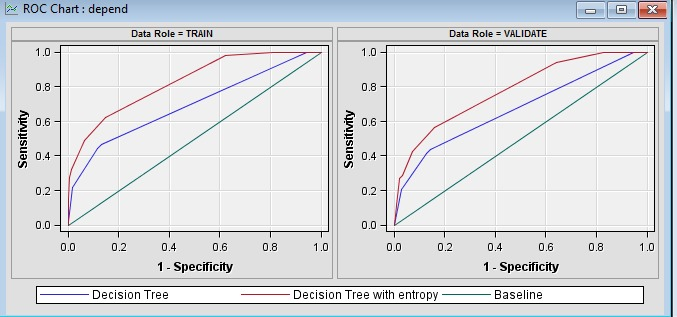 ROC Chart : depend
Data Role = TRAIN
Data Role = VALIDATE
Sensitivity
1.0
0.8
0.6
0.4
0.2
0.0
0.0 0.2 0.4 0.6 0.8 1.0
1 - Specificity
Sensitivity
1.0
0.8
0.6
0.4
0.2
0.0
0.0 0.2 0.4 0.6 0.8 1.0
1 - Specificity
Decision Tree Decision Tree with entropy Baseline